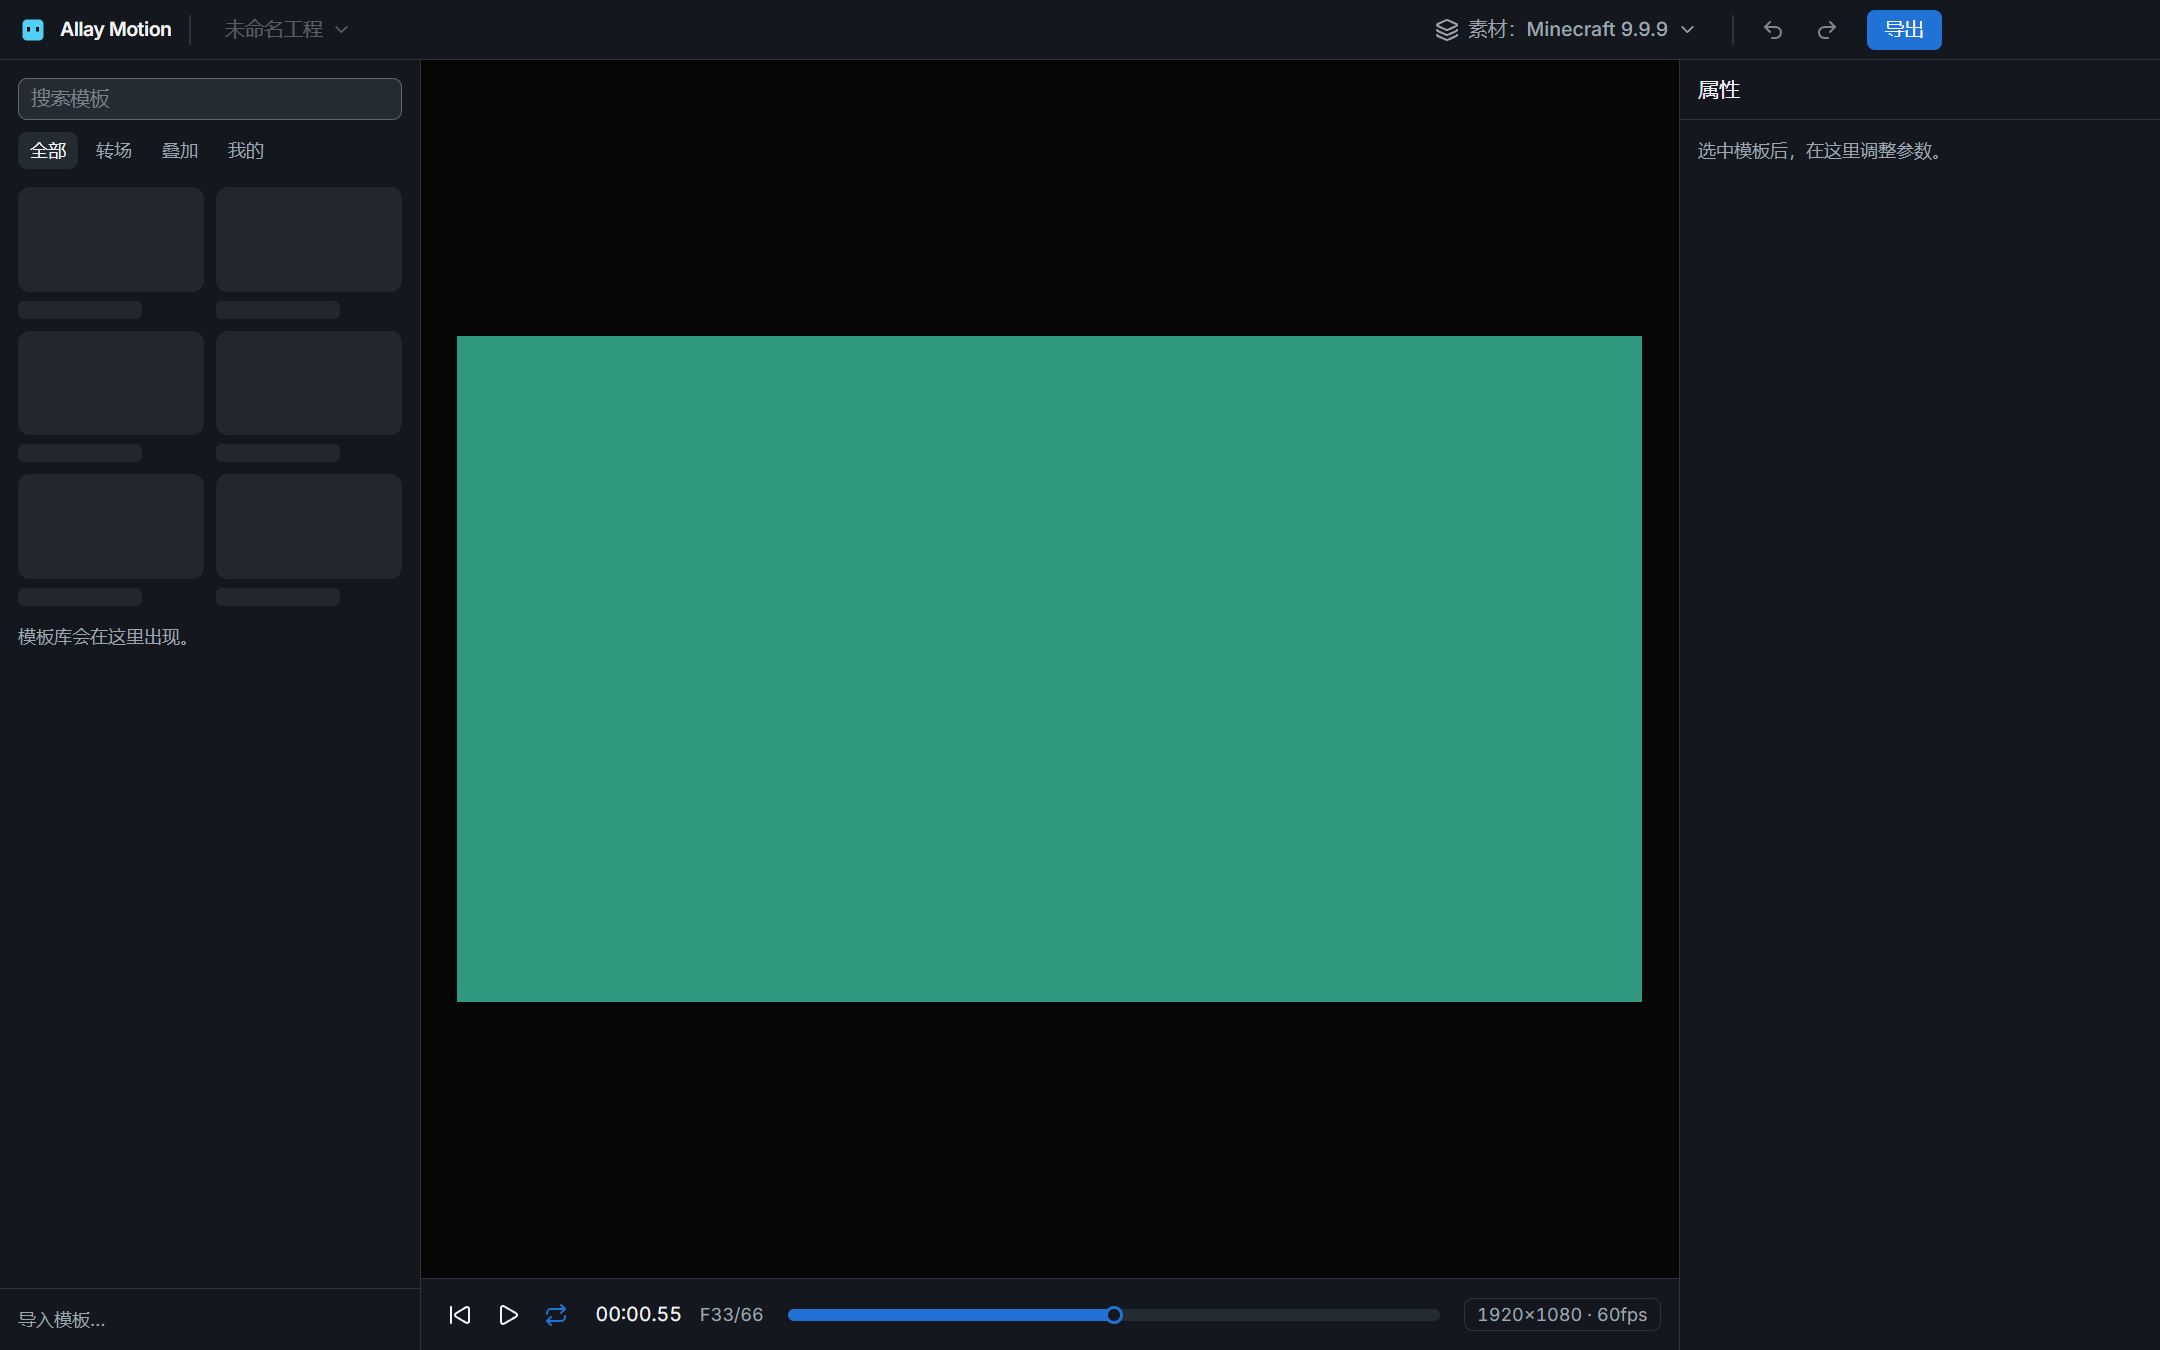 Allay Motion
未命名工程
素材：Minecraft 9.9.9
导出
搜索模板
全部 转场 叠加 我的
模板库会在这里出现。
导入模板...
属性
选中模板后，在这里调整参数。
00:00.55 F33/66
1920×1080 · 60fps